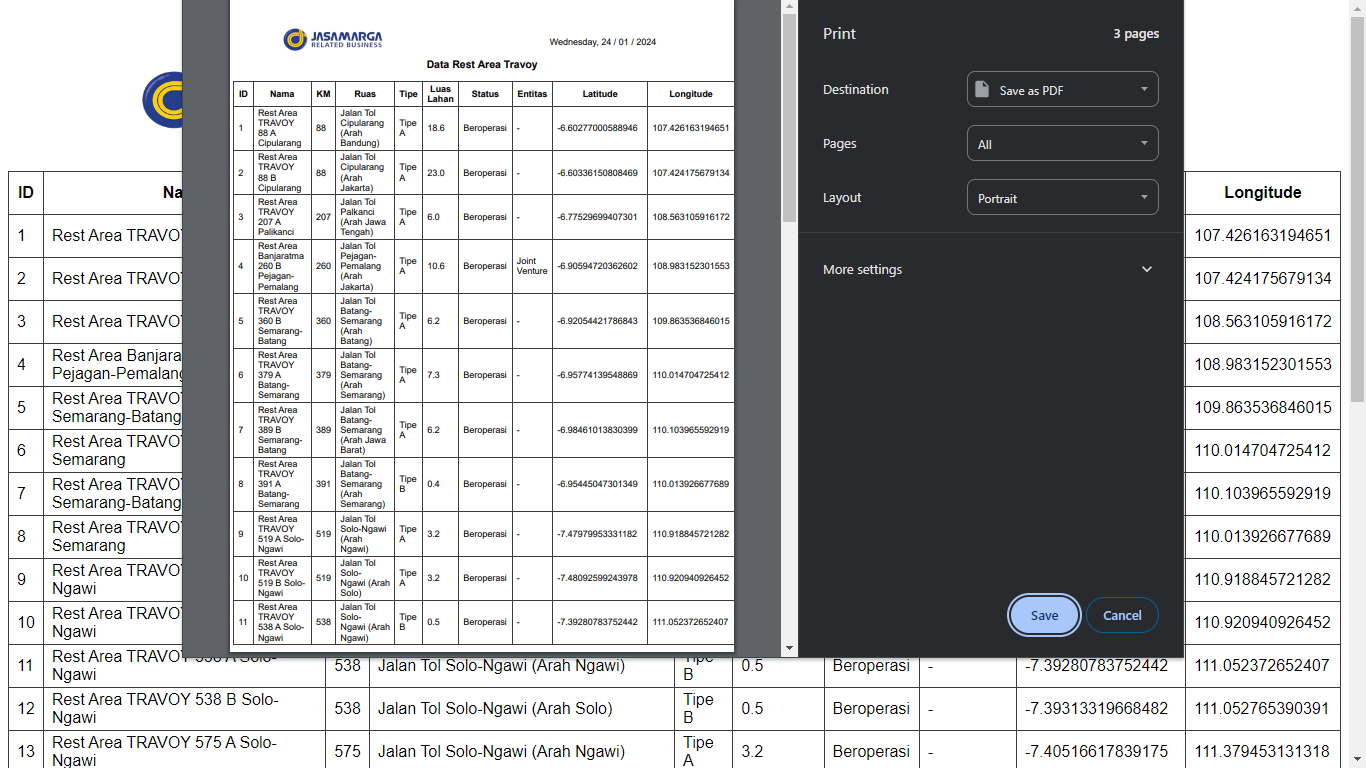 JASAMARGA
RELATED BUSINESS
Wednesday, 24 / 01 / 2024
Data Rest Area Travoy
ID Nama KM Ruas Tipe Luas Lahan Status Entitas Latitude Longitude
1 Rest Area TRAVOY 88 A Cipularang 88 Jalan Tol Cipularang (Arah Bandung) Tipe A 18.6 Beroperasi - -6.60277000588946 107.426163194651
2 Rest Area TRAVOY 88 B Cipularang 88 Jalan Tol Cipularang (Arah Jakarta) Tipe A 23.0 Beroperasi - -6.60336150808469 107.424175679134
3 Rest Area TRAVOY 207 A Palikanci 207 Jalan Tol Palkanci (Arah Jawa Tengah) Tipe A 6.0 Beroperasi - -6.77529699407301 108.563105916172
4 Rest Area Banjaratma 260 B Pejagan-Pemalang 260 Jalan Tol Pejagan-Pemalang (Arah Jakarta) Tipe A 10.6 Beroperasi Joint Venture -6.90594720362602 108.983152301553
5 Rest Area TRAVOY 360 B Semarang-Batang 360 Jalan Tol Batang-Semarang (Arah Batang) Tipe A 6.2 Beroperasi - -6.92054421786843 109.863536846015
6 Rest Area TRAVOY 379 A Batang-Semarang 379 Jalan Tol Batang-Semarang (Arah Semarang) Tipe A 7.3 Beroperasi - -6.95774139548869 110.014704725412
7 Rest Area TRAVOY 389 B Semarang-Batang 389 Jalan Tol Batang-Semarang (Arah Jawa Barat) Tipe A 6.2 Beroperasi - -6.98461013830399 110.103965592919
8 Rest Area TRAVOY 391 A Batang-Semarang 391 Jalan Tol Batang-Semarang (Arah Semarang) Tipe B 0.4 Beroperasi - -6.95445047301349 110.013926677689
9 Rest Area TRAVOY 519 A Solo-Ngawi 519 Jalan Tol Solo-Ngawi (Arah Ngawi) Tipe A 3.2 Beroperasi - -7.47979953331182 110.918845721282
10 Rest Area TRAVOY 519 B Solo-Ngawi 519 Jalan Tol Solo-Ngawi (Arah Solo) Tipe A 3.2 Beroperasi - -7.48092599243978 110.920940926452
11 Rest Area TRAVOY 538 A Solo-Ngawi 538 Jalan Tol Solo-Ngawi (Arah Ngawi) Tipe B 0.5 Beroperasi - -7.39280783752442 111.052372652407
Print 3 pages
Destination Save as PDF
Pages All
Layout Portrait
More settings
Save Cancel
ID Na Longitude
1 Rest Area TRAVO 107.426163194651
2 Rest Area TRAVO 107.424175679134
3 Rest Area TRAVO 108.563105916172
4 Rest Area Banjara
Pejagan-Pemalang 108.983152301553
5 Rest Area TRAVO
Semarang-Batang 109.863536846015
6 Rest Area TRAVO
Semarang 110.014704725412
7 Rest Area TRAVO
Semarang-Batang 110.103965592919
8 Rest Area TRAVO
Semarang 110.013926677689
9 Rest Area TRAVO
Ngawi 110.918845721282
10 Rest Area TRAVO
Ngawi 110.920940926452
11 Rest Area TRAVOY 538 A Solo-
Ngawi 538 Jalan Tol Solo-Ngawi (Arah Ngawi) Tipe B 0.5 Beroperasi - -7.39280783752442 111.052372652407
12 Rest Area TRAVOY 538 B Solo-
Ngawi 538 Jalan Tol Solo-Ngawi (Arah Solo) Tipe B 0.5 Beroperasi - -7.39313319668482 111.052765390391
13 Rest Area TRAVOY 575 A Solo-
Ngawi 575 Jalan Tol Solo-Ngawi (Arah Ngawi) Tipe A 3.2 Beroperasi - -7.40516617839175 111.379453131318